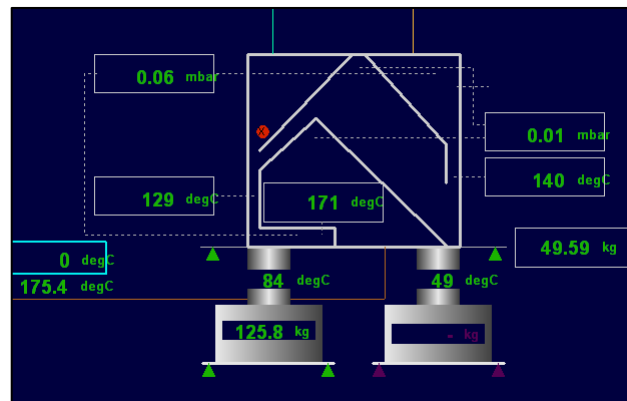 0.06 mbar
X
0.01 mbar
129 degC
171 degC
140 degC
0 degC
49.59 kg
175.4 degC
84 degC
49 degC
125.8 kg
- kg